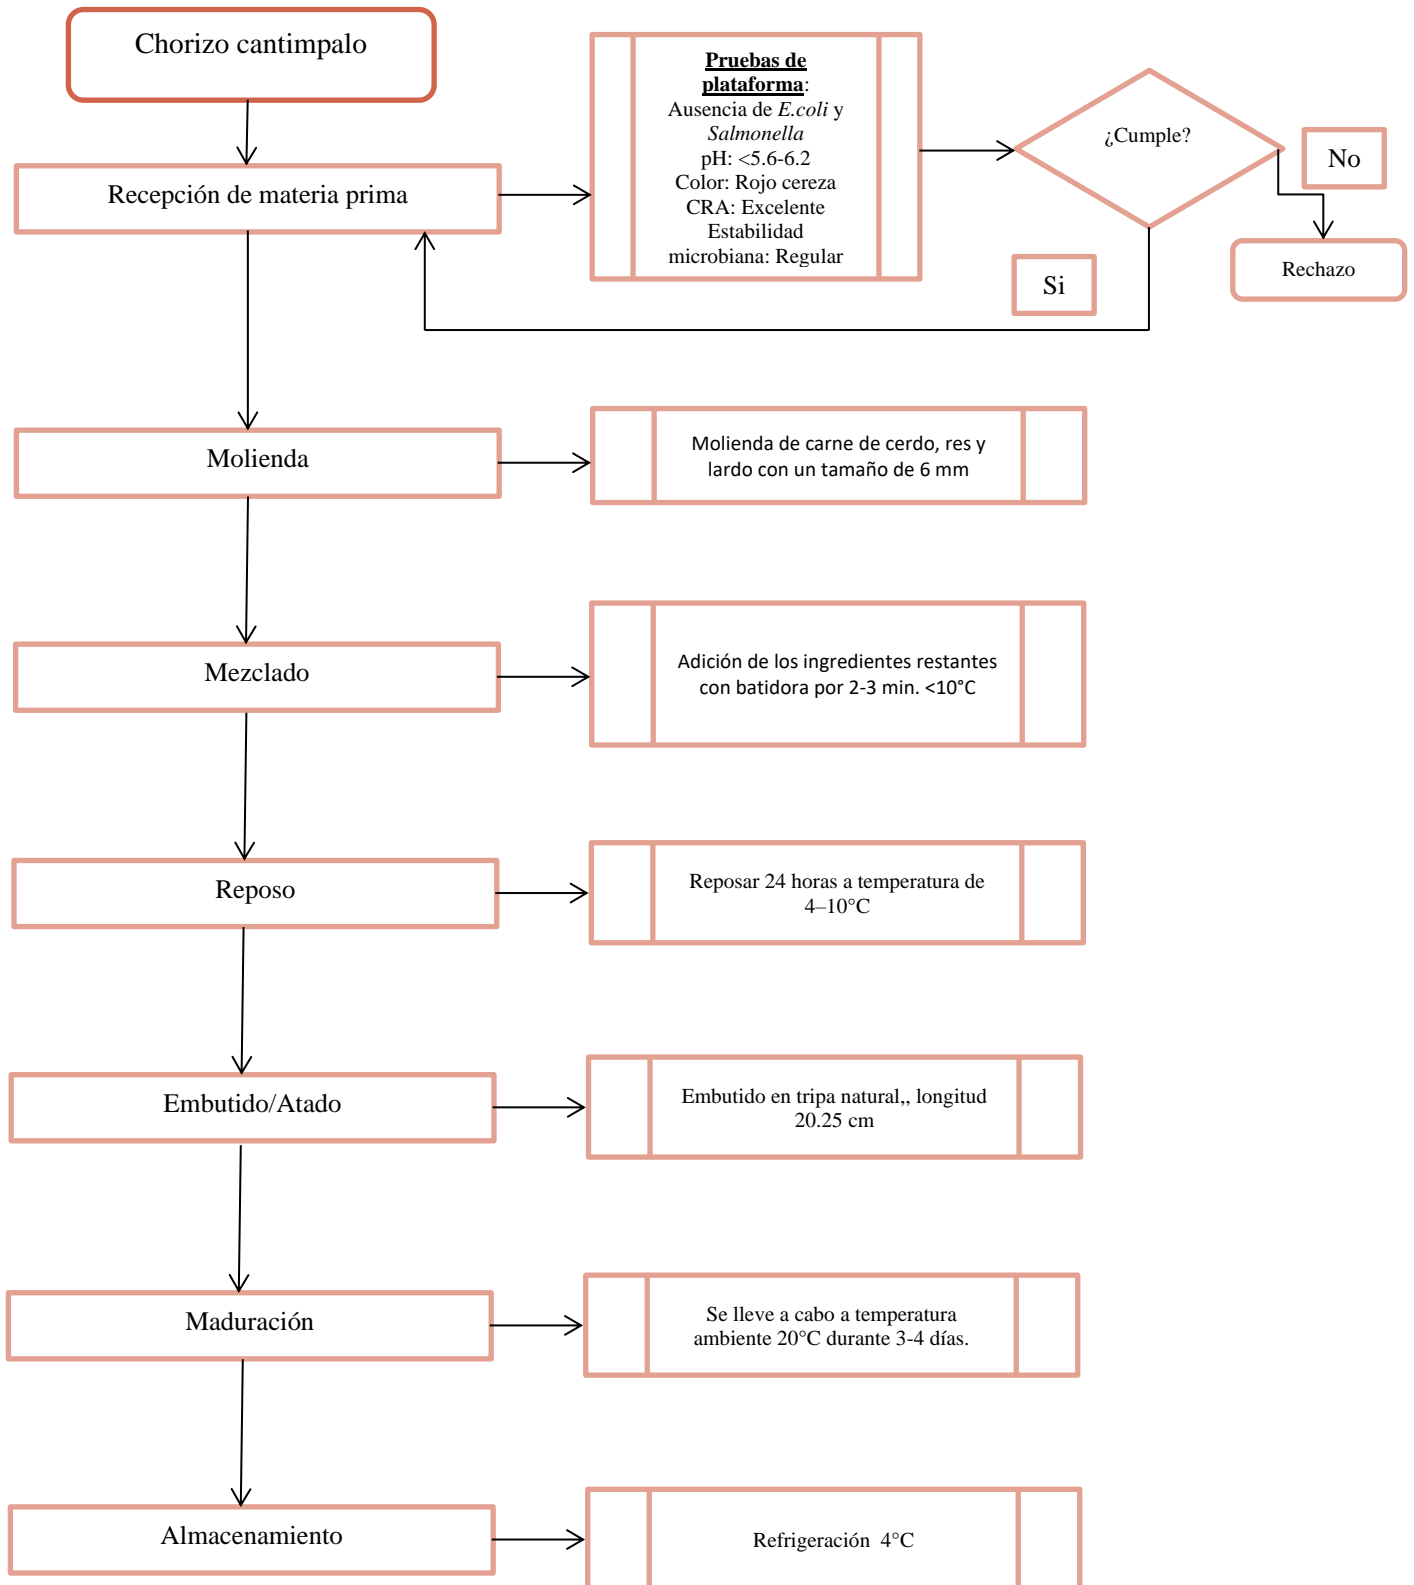 Chorizo cantimpalo
Recepción de materia prima
Pruebas de
plataforma:
Ausencia de E.coli y
Salmonella
pH: <5.6-6.2
Color: Rojo cereza
CRA: Excelente
Estabilidad
microbiana: Regular
¿Cumple?
No
Rechazo
Si
Molienda
Molienda de carne de cerdo, res y
lardo con un tamaño de 6 mm
Mezclado
Adición de los ingredientes restantes
con batidora por 2-3 min. <10°C
Reposo
Reposar 24 horas a temperatura de
4–10°C
Embutido/Atado
Embutido en tripa natural,, longitud
20.25 cm
Maduración
Se lleve a cabo a temperatura
ambiente 20°C durante 3-4 días.
Almacenamiento
Refrigeración 4°C